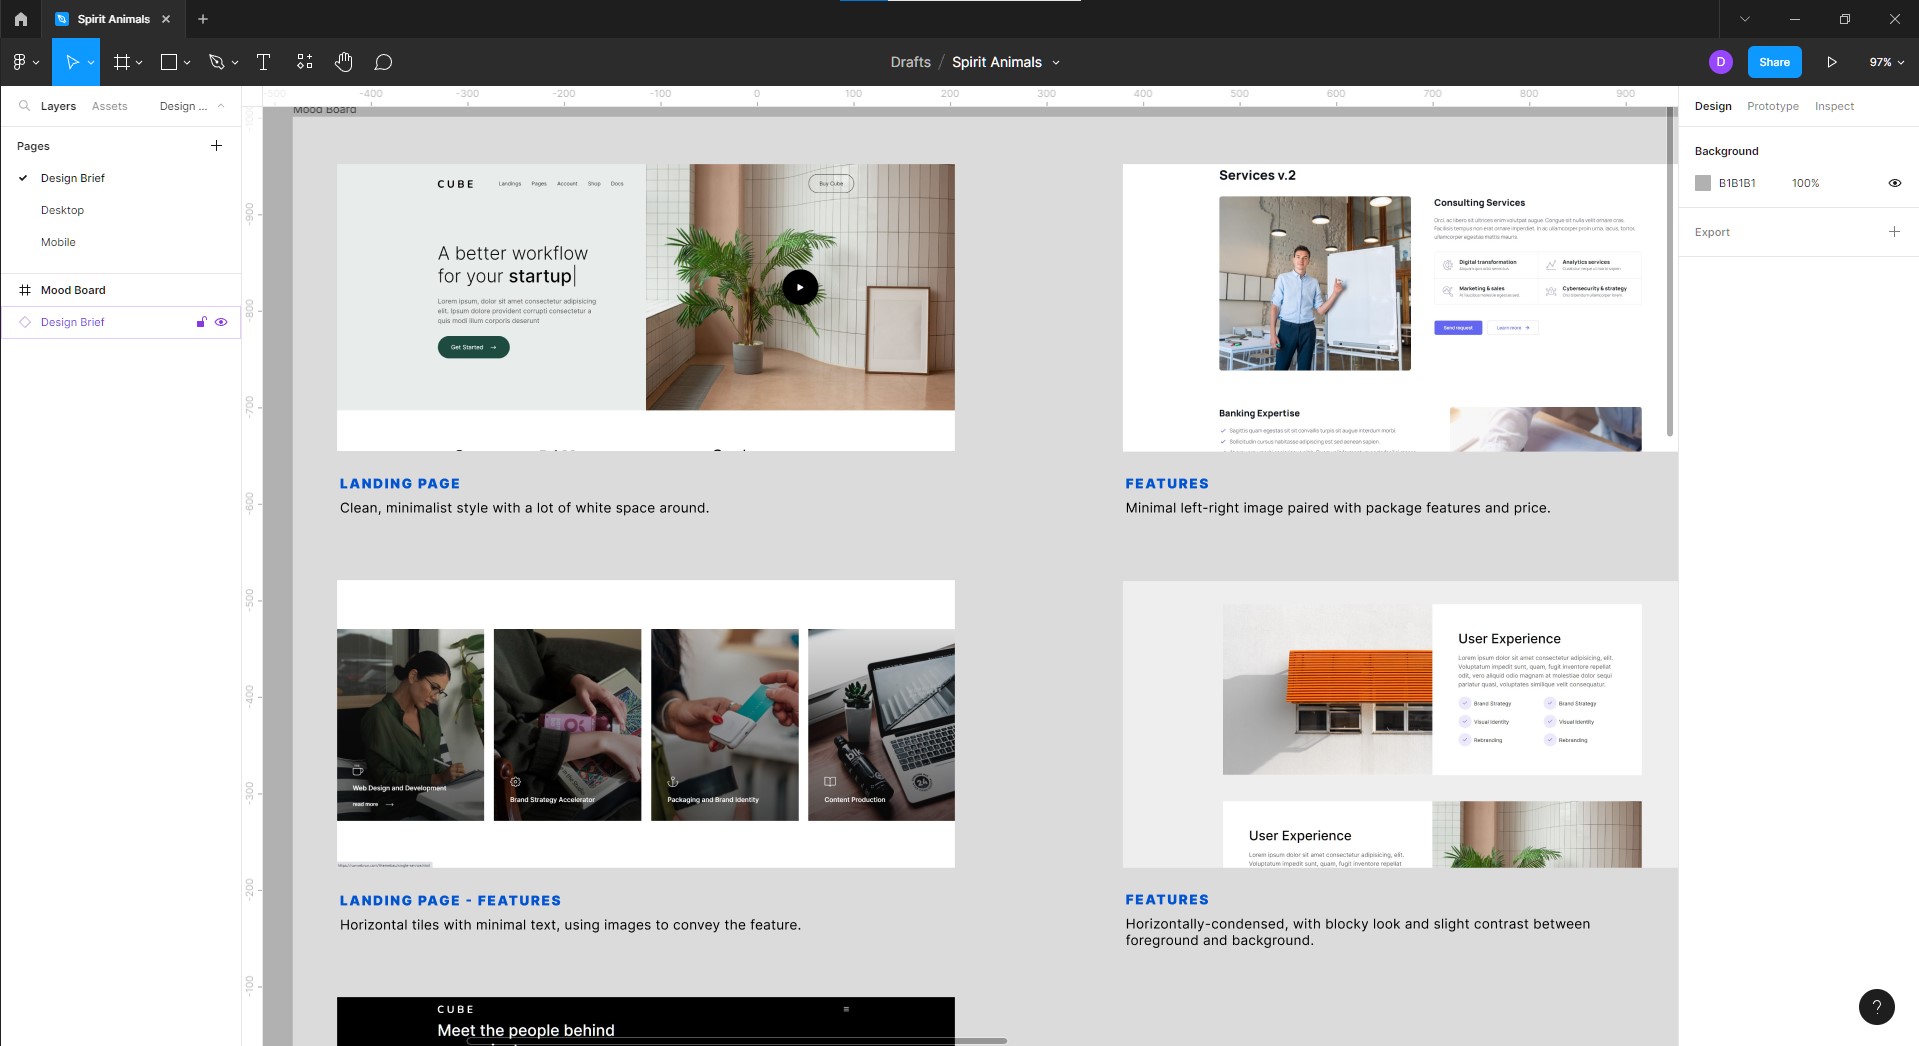 Spirit Animals
Drafts / Spirit Animals
D
Share
97%
Layers
Assets
Design ...
Pages
Design Brief
Desktop
Mobile
Mood Board
Design Brief
-400
-300
-200
-100
0
100
200
300
400
500
600
700
800
900
-900
-800
-700
-600
-500
-400
-300
-200
-100
Mood Board
CUBE
Landings
Pages
Account
Shop
Docs
Buy Cube
A better workflow
for your startup
Lorem ipsum, dolor sit amet consectetur adipisicing
elit. Ipsum dolore provident corrupti consectetur a
quis modi illum corporis deserunt
Get Started →
LANDING PAGE
Clean, minimalist style with a lot of white space around.
Services v.2
Consulting Services
Digital transformation
Analytics services
Marketing & sales
Cybersecurity & strategy
Send request
Learn more →
Banking Expertise
FEATURES
Minimal left-right image paired with package features and price.
Web Design and Development
read more →
Brand Strategy Accelerator
Packaging and Brand Identity
Content Production
LANDING PAGE - FEATURES
Horizontal tiles with minimal text, using images to convey the feature.
User Experience
Lorem ipsum dolor sit amet consectetur adipisicing, elit.
Voluptatum impedit sunt, quam, fugit inventore repellat
odit, vero aliquid odio magnam at molestiae dolor sequi
pariatur quasi, voluptates similique velit consequatur.
Brand Strategy
Brand Strategy
Visual Identity
Visual Identity
Rebranding
Rebranding
User Experience
Lorem ipsum dolor sit amet consectetur adipisicing, elit.
Voluptatum impedit sunt, quam, fugit inventore repellat
FEATURES
Horizontally-condensed, with blocky look and slight contrast between
foreground and background.
CUBE
Meet the people behind
Design
Prototype
Inspect
Background
B1B1B1
100%
Export
?